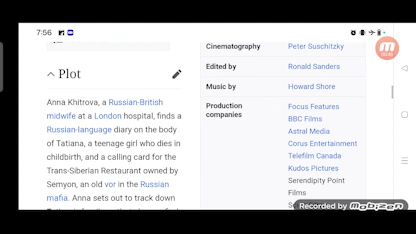 7:56
Plot
Anna Khitrova, a Russian-British
midwife at a London hospital, finds a
Russian-language diary on the body
of Tatiana, a teenage girl who dies in
childbirth, and a calling card for the
Trans-Siberian Restaurant owned by
Semyon, an old vor in the Russian
mafia. Anna sets out to track down
Cinematography Peter Suschitzky
Edited by Ronald Sanders
Music by Howard Shore
Production
companies
Focus Features
BBC Films
Astral Media
Corus Entertainment
Telefilm Canada
Kudos Pictures
Serendipity Point
Films
Recorded by Mobizen